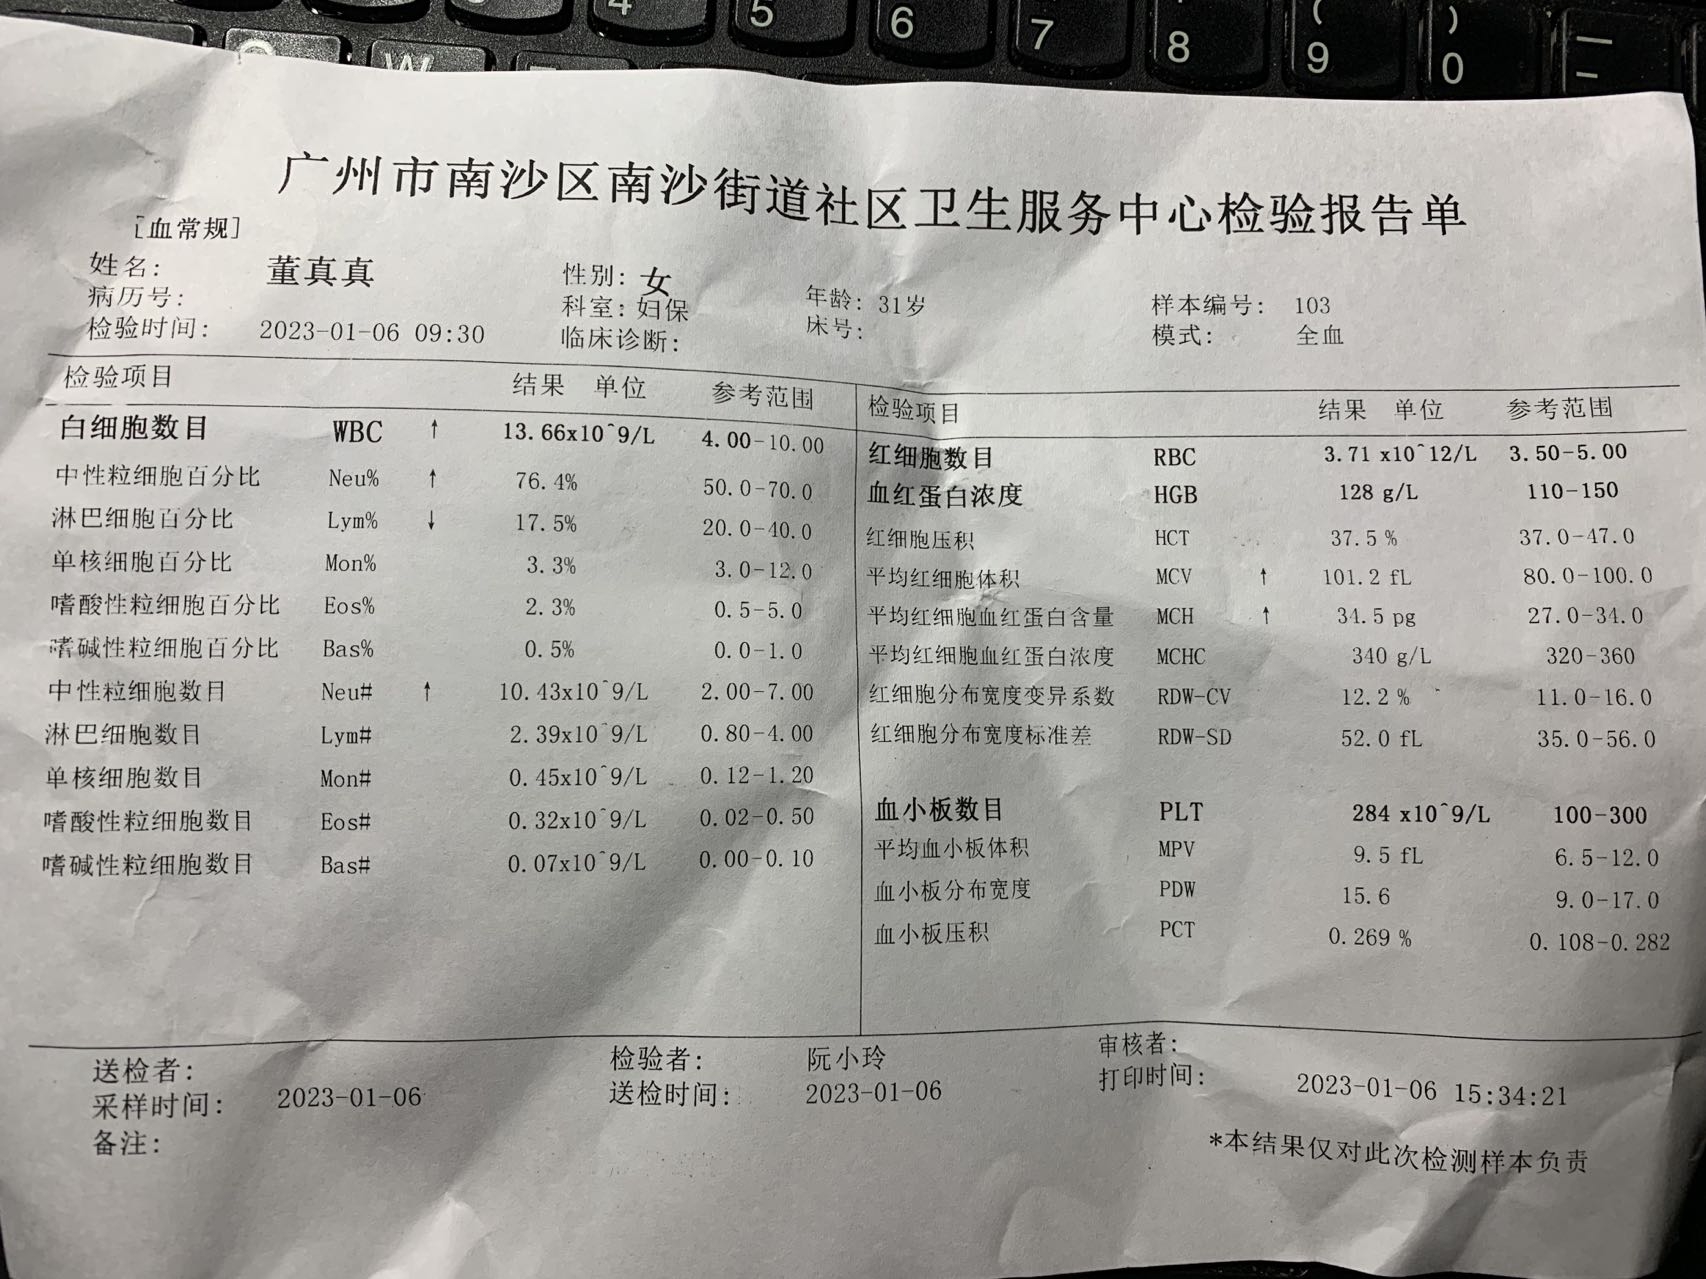 广州市南沙区南沙街道社区卫生服务中心检验报告单
[血常规]
姓名: 董真真 性别: 女 年龄: 31岁 样本编号: 103
病历号: 科室: 妇保 床号: 模式: 全血
检验时间: 2023-01-06 09:30 临床诊断:
检验项目 结果 单位 参考范围
白细胞数目 WBC ↑ 13.66x10^9/L 4.00-10.00
中性粒细胞百分比 Neu% ↑ 76.4% 50.0-70.0
淋巴细胞百分比 Lym% ↓ 17.5% 20.0-40.0
单核细胞百分比 Mon% 3.3% 3.0-12.0
嗜酸性粒细胞百分比 Eos% 2.3% 0.5-5.0
嗜碱性粒细胞百分比 Bas% 0.5% 0.0-1.0
中性粒细胞数目 Neu# ↑ 10.43x10^9/L 2.00-7.00
淋巴细胞数目 Lym# 2.39x10^9/L 0.80-4.00
单核细胞数目 Mon# 0.45x10^9/L 0.12-1.20
嗜酸性粒细胞数目 Eos# 0.32x10^9/L 0.02-0.50
嗜碱性粒细胞数目 Bas# 0.07x10^9/L 0.00-0.10
检验项目 结果 单位 参考范围
红细胞数目 RBC 3.71 x10^12/L 3.50-5.00
血红蛋白浓度 HGB 128 g/L 110-150
红细胞压积 HCT 37.5 % 37.0-47.0
平均红细胞体积 MCV ↑ 101.2 fL 80.0-100.0
平均红细胞血红蛋白含量 MCH ↑ 34.5 pg 27.0-34.0
平均红细胞血红蛋白浓度 MCHC 340 g/L 320-360
红细胞分布宽度变异系数 RDW-CV 12.2 % 11.0-16.0
红细胞分布宽度标准差 RDW-SD 52.0 fL 35.0-56.0
血小板数目 PLT 284 x10^9/L 100-300
平均血小板体积 MPV 9.5 fL 6.5-12.0
血小板分布宽度 PDW 15.6 9.0-17.0
血小板压积 PCT 0.269 % 0.108-0.282
送检者: 检验者: 阮小玲 审核者:
采样时间: 2023-01-06 送检时间: 2023-01-06 打印时间: 2023-01-06 15:34:21
备注:
*本结果仅对此次检测样本负责
4 5 6 7 8 ( 9 ) 0